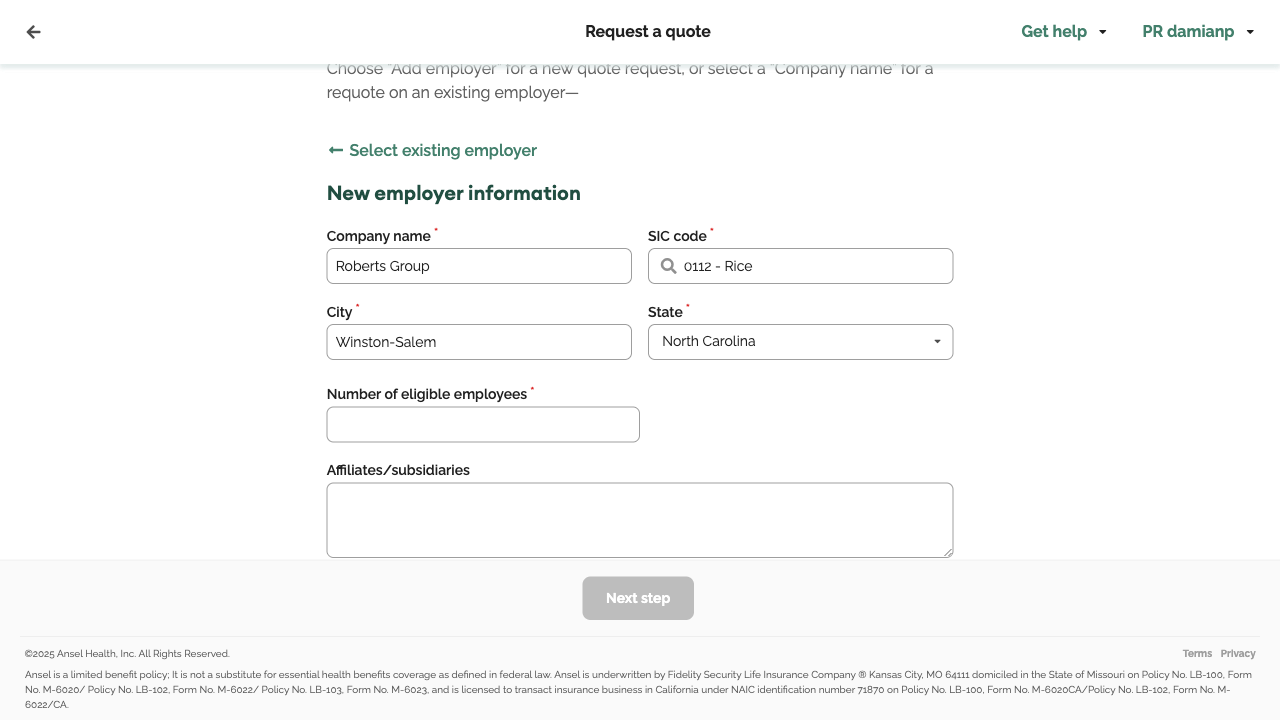 Request a quote
Get help
PR damianp
Choose "Add employer" for a new quote request, or select a "Company name" for a
requote on an existing employer—
Select existing employer
New employer information
Company name *
SIC code *
Roberts Group
0112 - Rice
City *
State *
Winston-Salem
North Carolina
Number of eligible employees *
Affiliates/subsidiaries
Next step
©2025 Ansel Health, Inc. All Rights Reserved.
Terms Privacy
Ansel is a limited benefit policy; It is not a substitute for essential health benefits coverage as defined in federal law. Ansel is underwritten by Fidelity Security Life Insurance Company ® Kansas City, MO 64111 domiciled in the State of Missouri on Policy No. LB-100, Form
No. M-6020/ Policy No. LB-102, Form No. M-6022/ Policy No. LB-103, Form No. M-6023, and is licensed to transact insurance business in California under NAIC identification number 71870 on Policy No. LB-100, Form No. M-6020CA/Policy No. LB-102, Form No. M-
6022/CA.